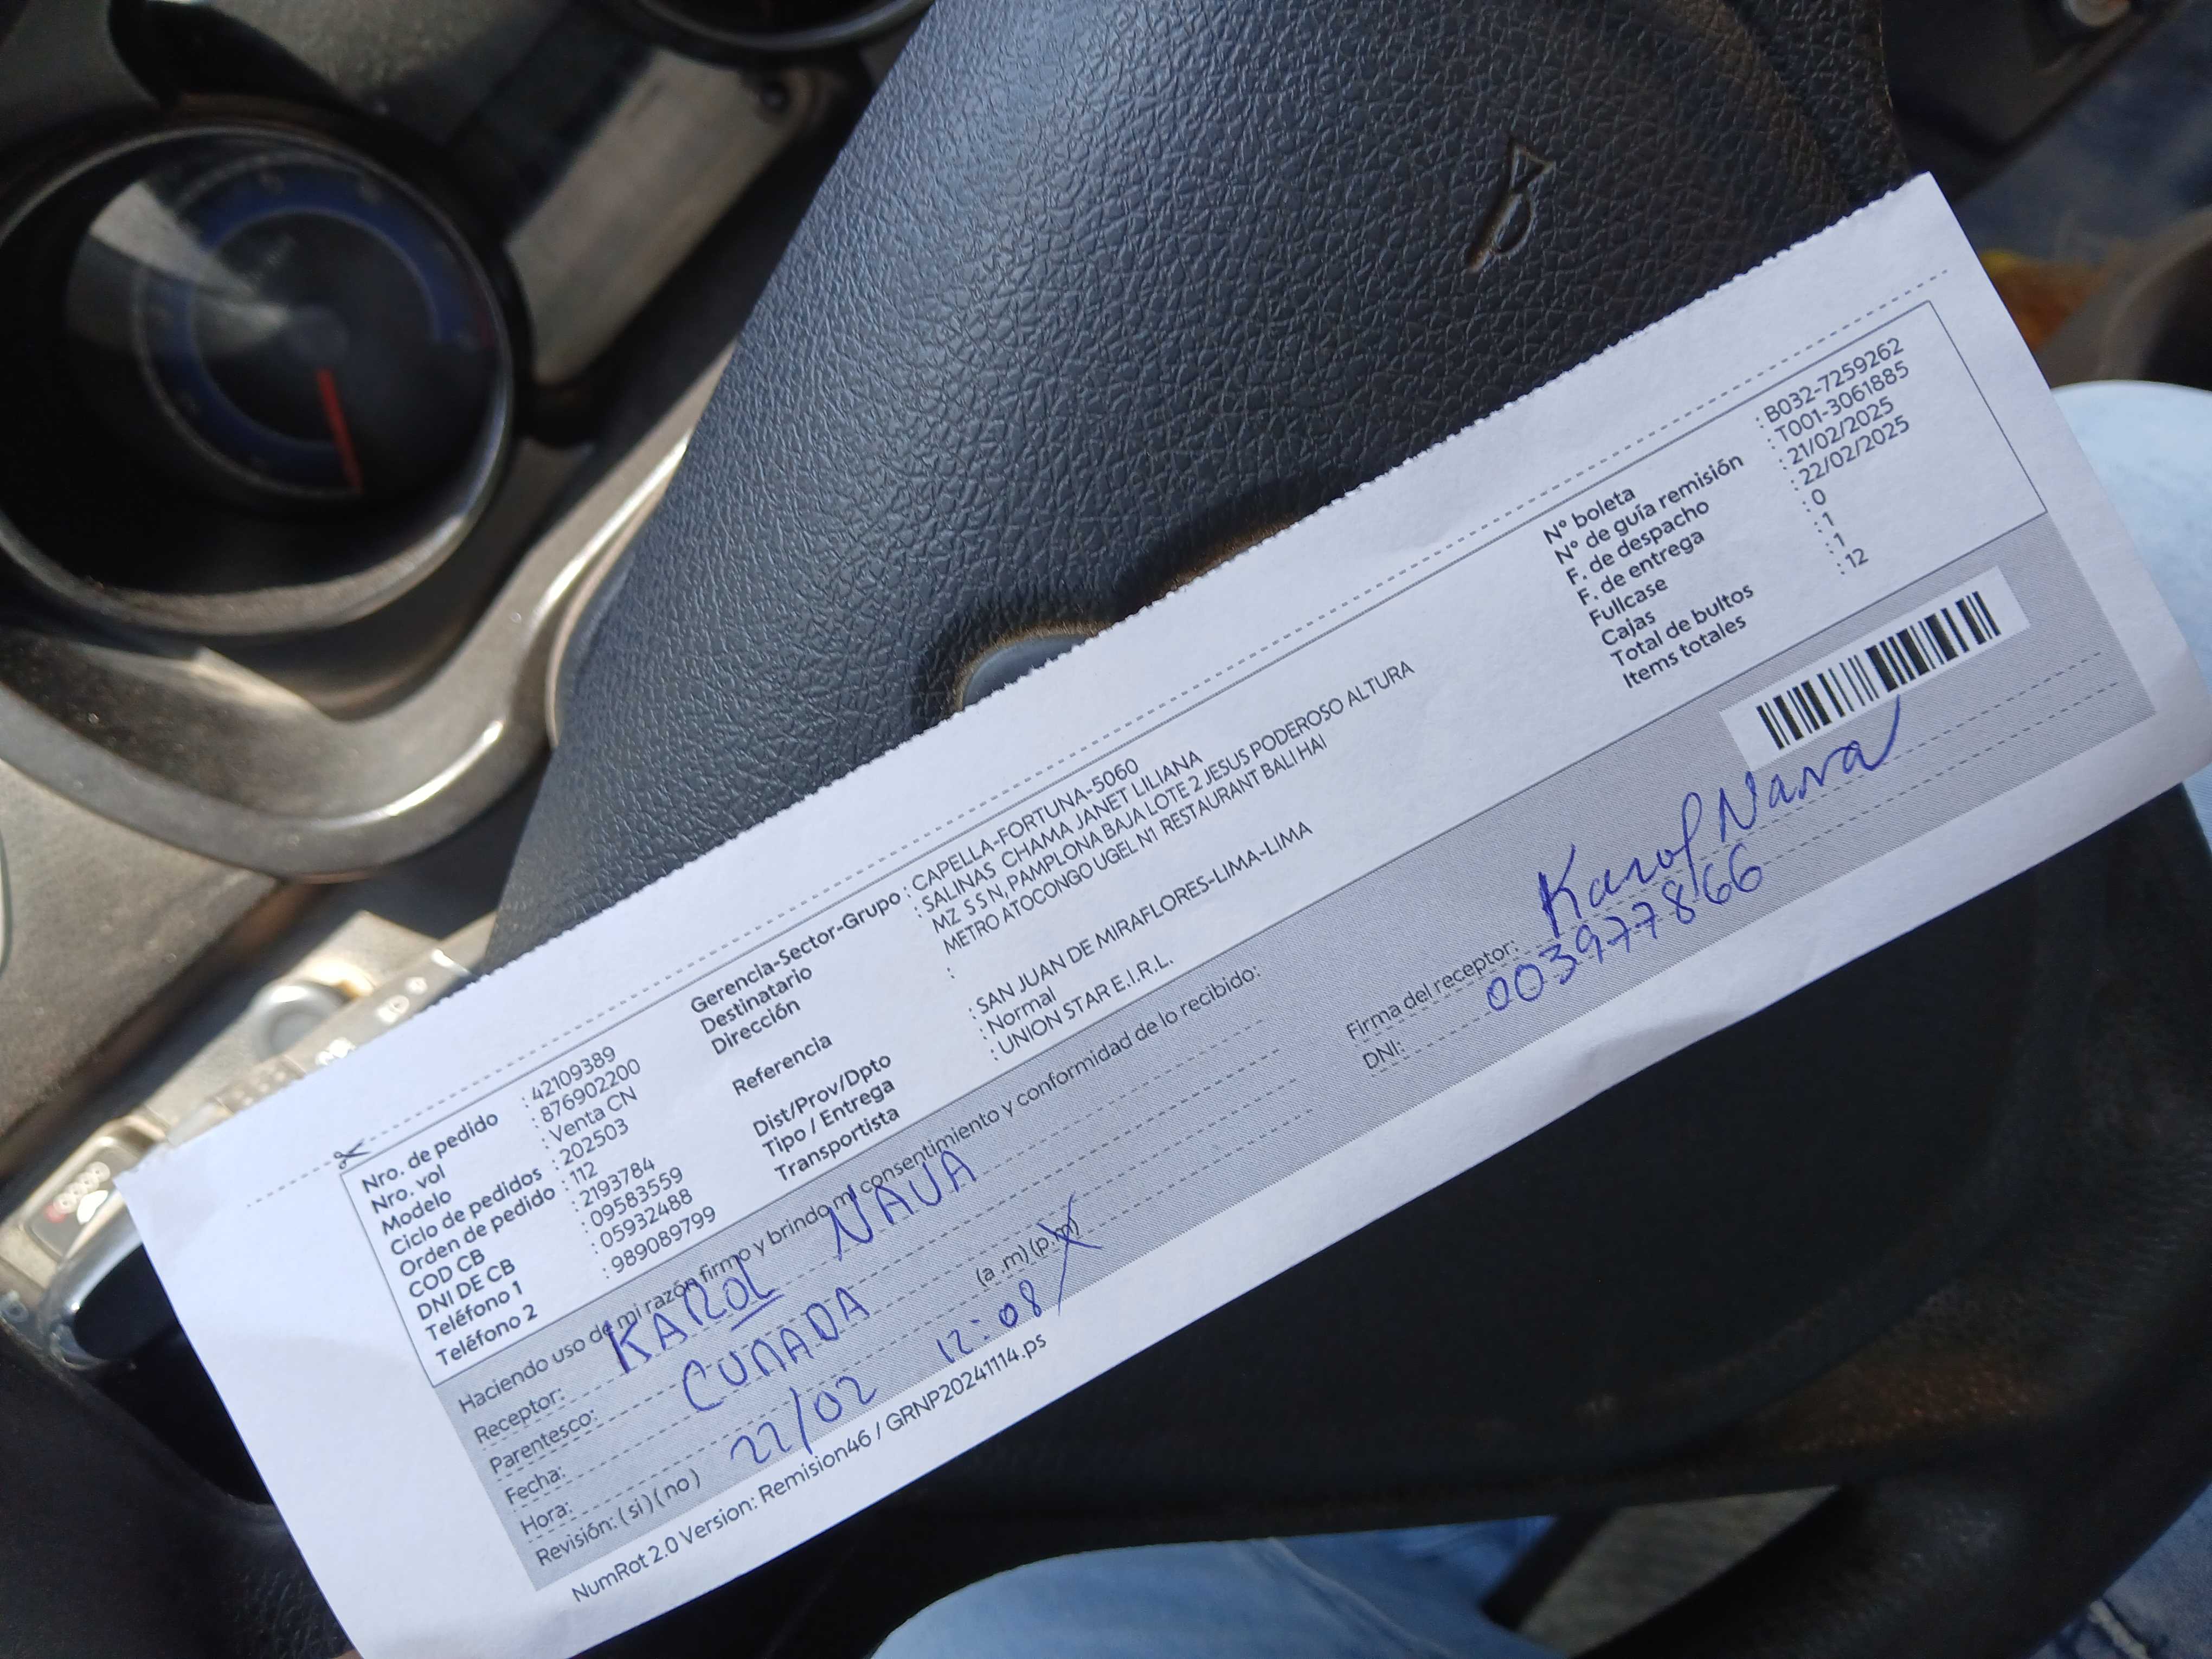 Nro. de pedido : 42109389
Nro. vol : 876902200
Modelo : Venta CN
Ciclo de pedidos : 202503
Orden de pedido : 112
COD CB : 2193784
DNI DE CB : 09583559
Teléfono 1 : 05932488
Teléfono 2 : 989089799
Gerencia-Sector-Grupo : CAPELLA-FORTUNA-5060
Destinatario : SALINAS CHAMA JANET LILIANA
Dirección MZ S S N, PAMPLONA BAJA LOTE 2 JESUS PODEROSO ALTURA
METRO ATOCONGO UGEL N1 RESTAURANT BALI HAI
Referencia :
Dist/Prov/Dpto : SAN JUAN DE MIRAFLORES-LIMA-LIMA
Tipo / Entrega : Normal
Transportista : UNION STAR E.I.R.L.
N° boleta : B032-7259262
N° de guía remisión : T001-3061885
F. de despacho : 21/02/2025
F. de entrega : 22/02/2025
Fullcase : 0
Cajas : 1
Total de bultos : 1
Items totales : 12
Haciendo uso de mi razón firmo y brindo mi consentimiento y conformidad de lo recibido:
Receptor: KAROL NAVA
Parentesco: CUÑADA
Fecha: 22/02
Hora: 12:08 (a .m) (p.m)
Revisión: ( si ) ( no )
Firma del receptor: Karol Nava
DNI: 003977866
NumRot 2.0 Version: Remision46 / GRNP20241114.ps